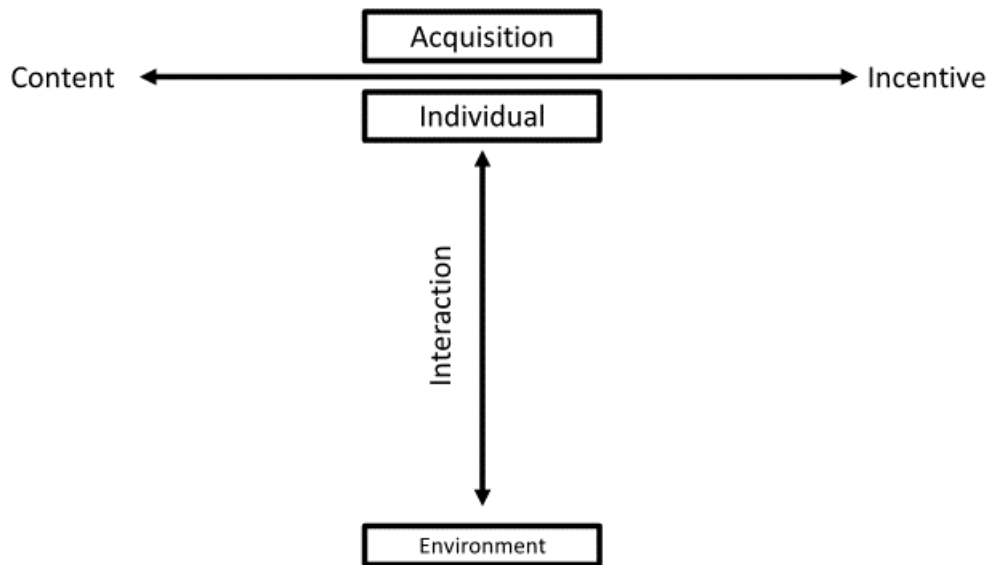 Acquisition
Content
Incentive
Individual
Interaction
Environment